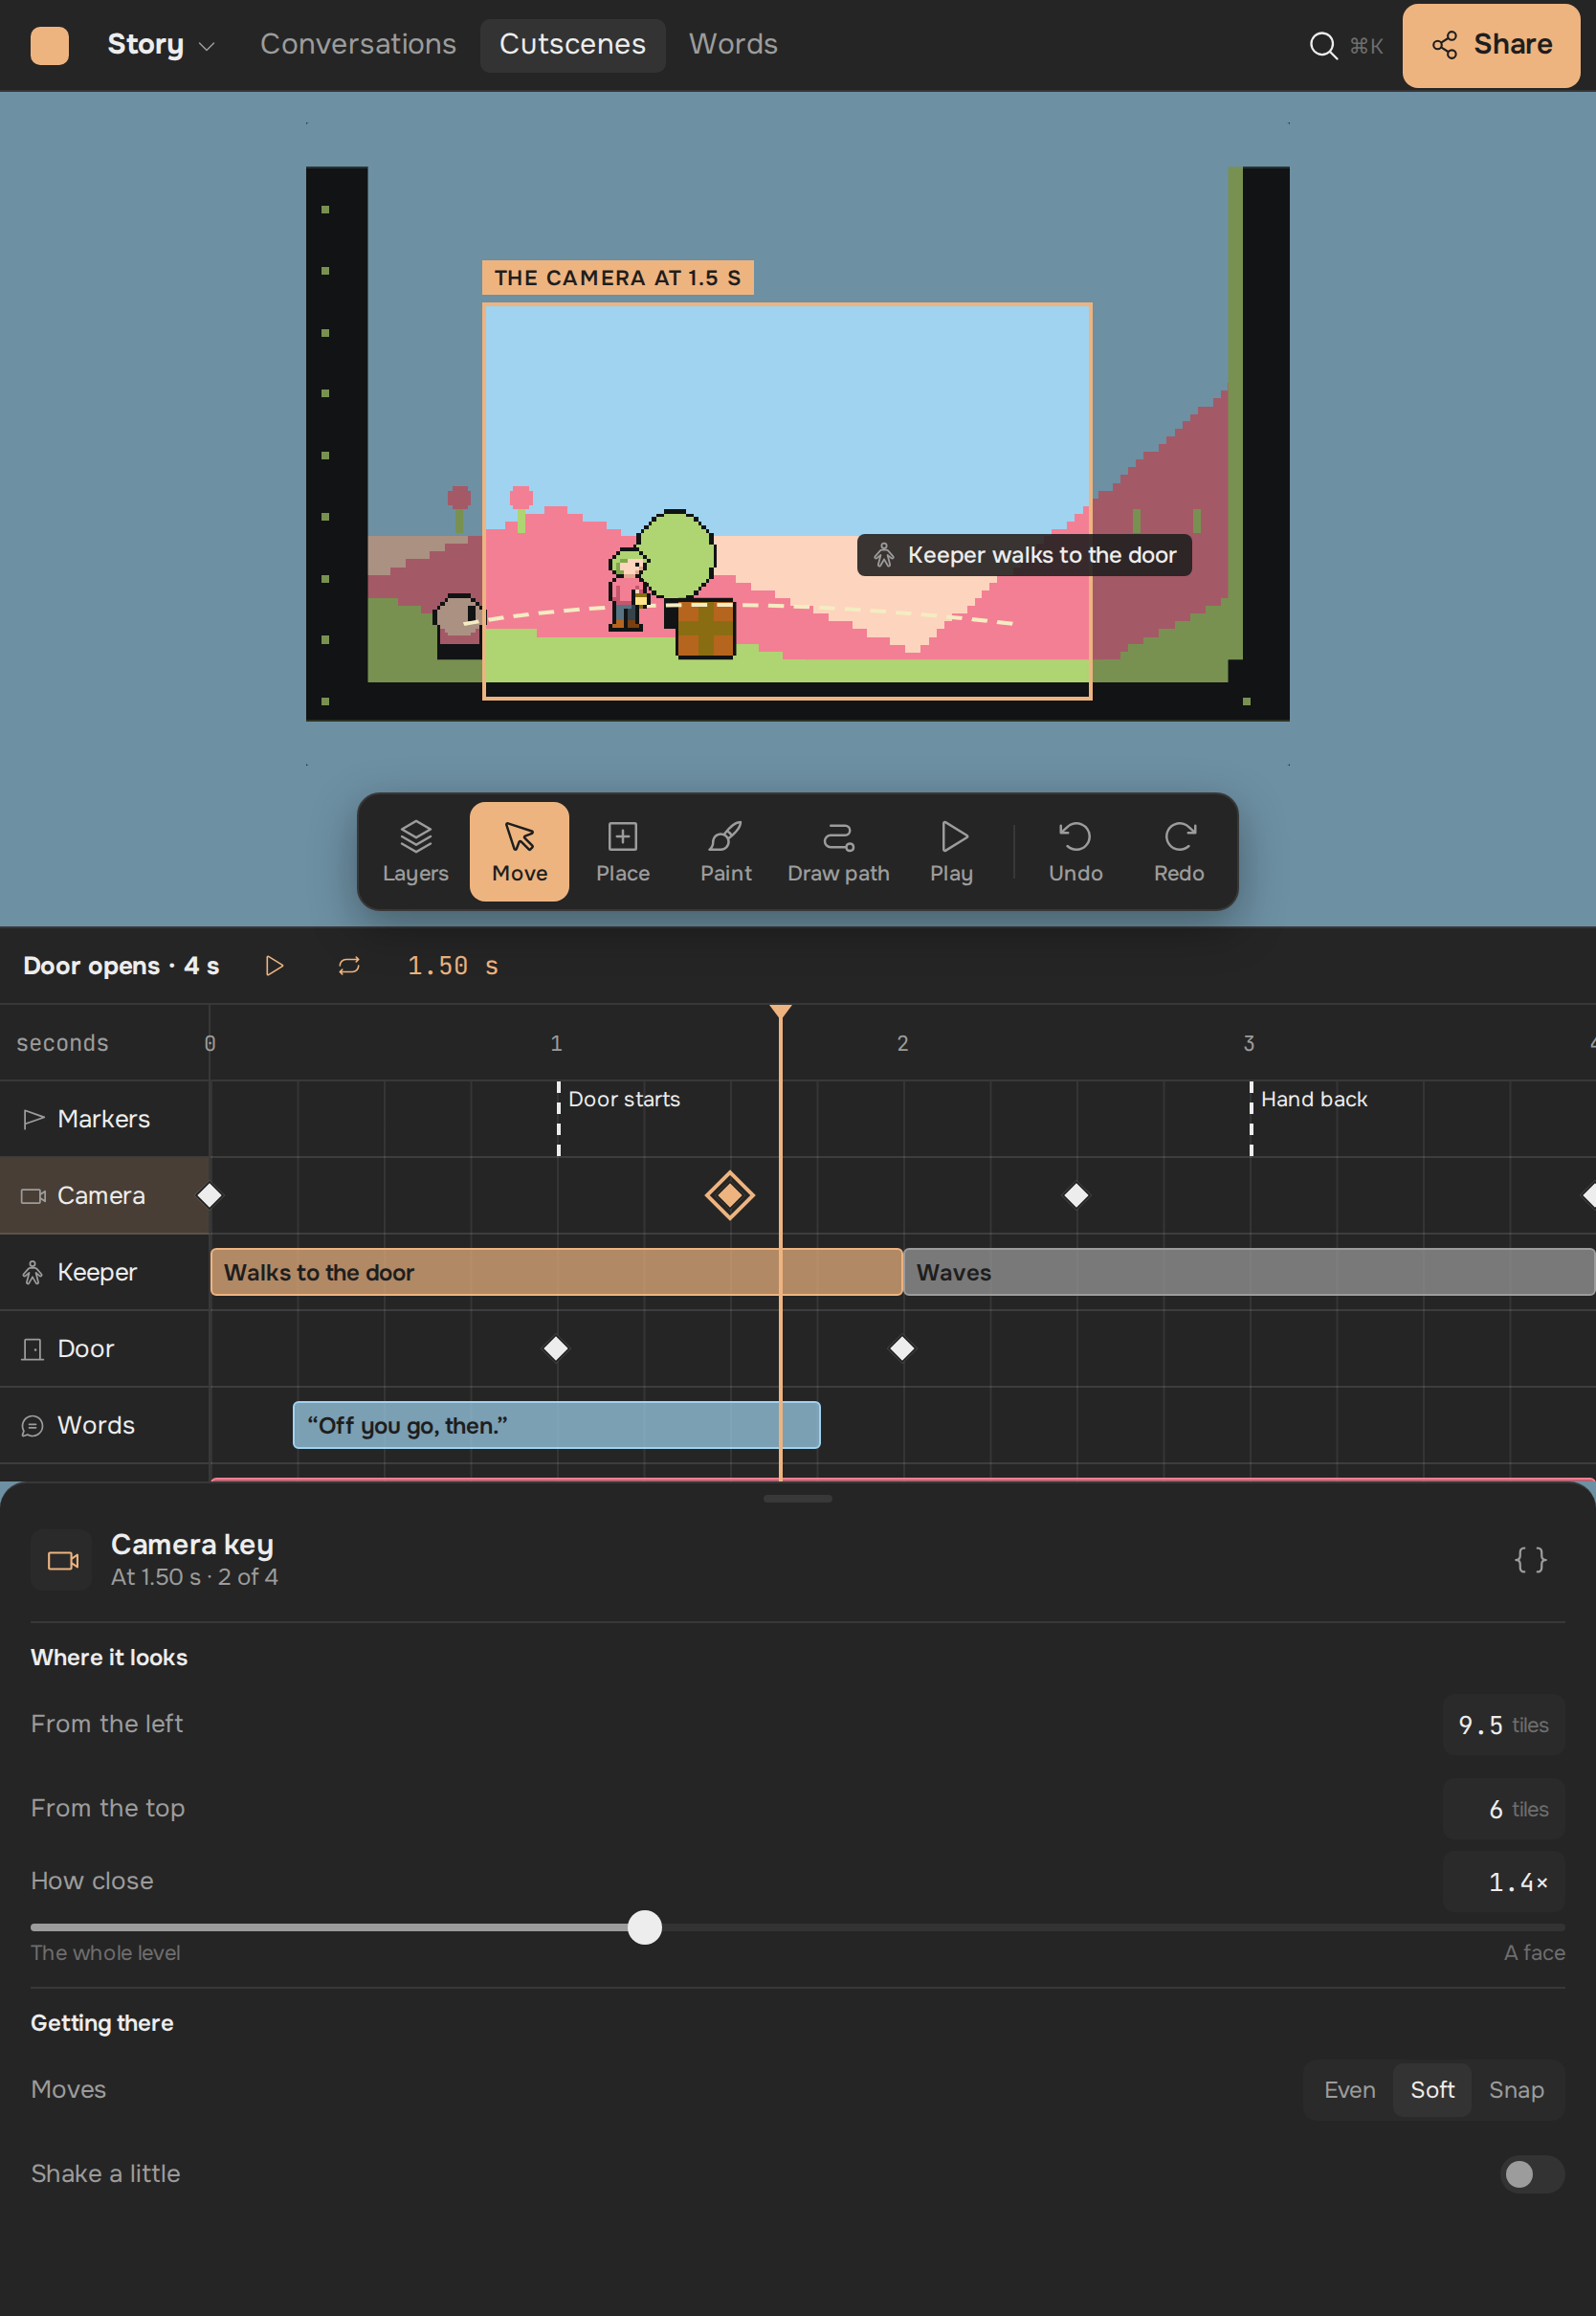 Story Conversations Cutscenes Words ⌘K Share
THE CAMERA AT 1.5 S
Keeper walks to the door
Layers Move Place Paint Draw path Play Undo Redo
Door opens · 4 s 1.50 s
seconds 0 1 2 3 4
Markers Door starts Hand back
Camera
Keeper Walks to the door Waves
Door
Words “Off you go, then.”
Camera key
At 1.50 s · 2 of 4
{ }
Where it looks
From the left 9.5 tiles
From the top 6 tiles
How close 1.4×
The whole level A face
Getting there
Moves Even Soft Snap
Shake a little